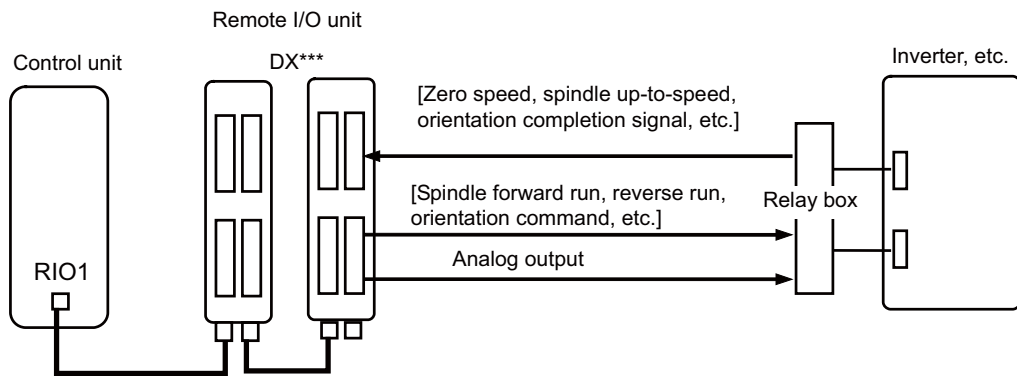 Remote I/O unit
Control unit
DX***
Inverter, etc.
[Zero speed, spindle up-to-speed,
orientation completion signal, etc.]
[Spindle forward run, reverse run,
orientation command, etc.]
Relay box
Analog output
RIO1